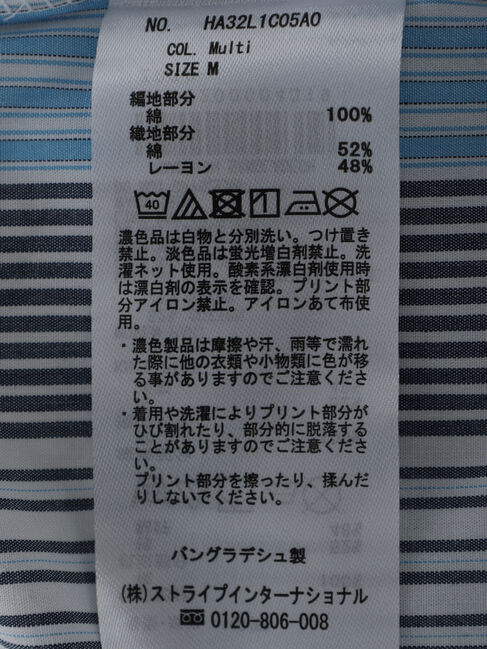 NO. HA32L1C05A0
COL. Multi
SIZE M
編地部分
綿 100%
織地部分
綿 52%
レーヨン 48%
40
濃色品は白物と分別洗い。つけ置き
禁止。淡色品は蛍光増白剤禁止。洗
濯ネット使用。酸素系漂白剤使用時
は漂白剤の表示を確認。プリント部
分アイロン禁止。アイロンあて布使
用。
・濃色製品は摩擦や汗、雨等で濡れ
た際に他の衣類や小物類に色が移
る事がありますのでご注意くださ
い。
・着用や洗濯によりプリント部分が
ひび割れたり、部分的に脱落する
ことがありますのでご注意くださ
い。
プリント部分を擦ったり、揉んだ
りしないでください。
バングラデシュ製
(株)ストライプインターナショナル
0120-806-008